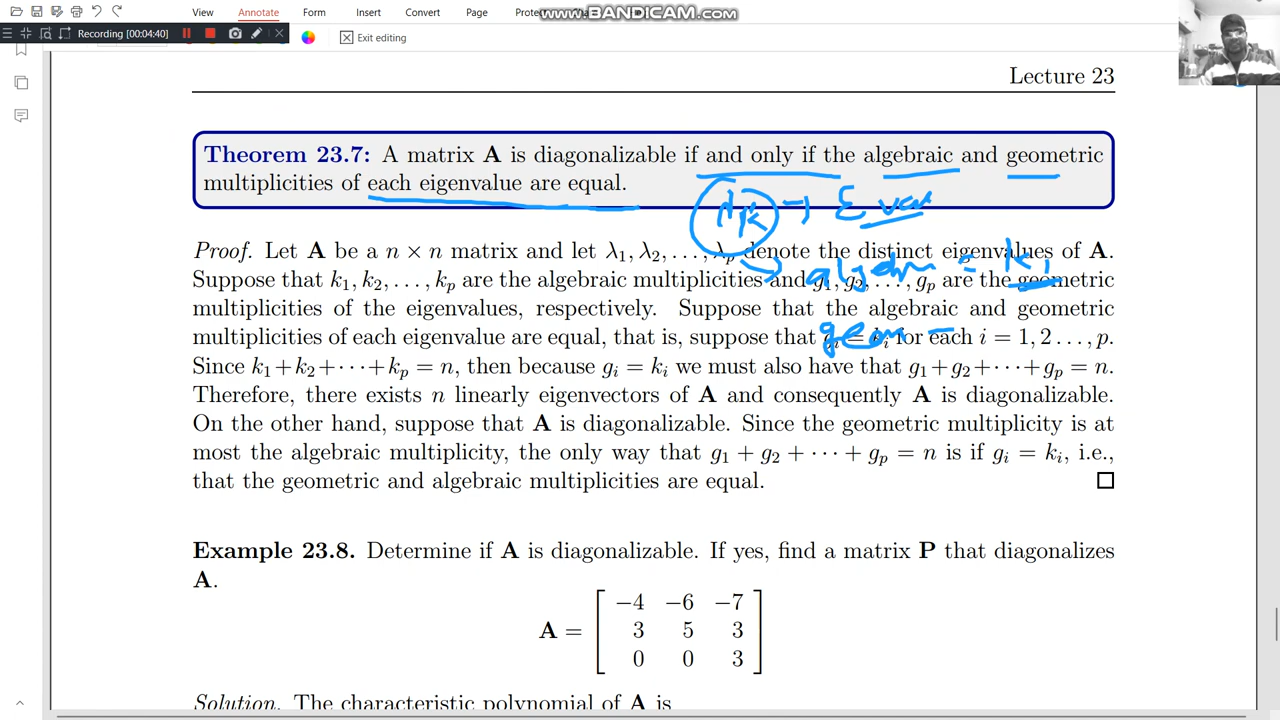 View Annotate Form Insert Convert Page
www.BANDICAM.com
Recording [00:04:40]
Exit editing
Lecture 23
Theorem 23.7: A matrix A is diagonalizable if and only if the algebraic and geometric
multiplicities of each eigenvalue are equal.
Proof. Let A be a n × n matrix and let λ₁, λ₂, . . . , λₚ denote the distinct eigenvalues of A.
algebm = k₁
Suppose that k₁, k₂, . . . , kₚ are the algebraic multiplicities and g₁, g₂, . . . , gₚ are the geometric
multiplicities of the eigenvalues, respectively. Suppose that the algebraic and geometric
multiplicities of each eigenvalue are equal, that is, suppose that gᵢ = kᵢ for each i = 1, 2 . . . , p.
geom =
Since k₁ + k₂ + · · · + kₚ = n, then because gᵢ = kᵢ we must also have that g₁ + g₂ + · · · + gₚ = n.
Therefore, there exists n linearly eigenvectors of A and consequently A is diagonalizable.
On the other hand, suppose that A is diagonalizable. Since the geometric multiplicity is at
most the algebraic multiplicity, the only way that g₁ + g₂ + · · · + gₚ = n is if gᵢ = kᵢ, i.e.,
that the geometric and algebraic multiplicities are equal.
Example 23.8. Determine if A is diagonalizable. If yes, find a matrix P that diagonalizes
A.
−4 −6 −7
A = 3 5 3
0 0 3
Solution. The characteristic polynomial of A is